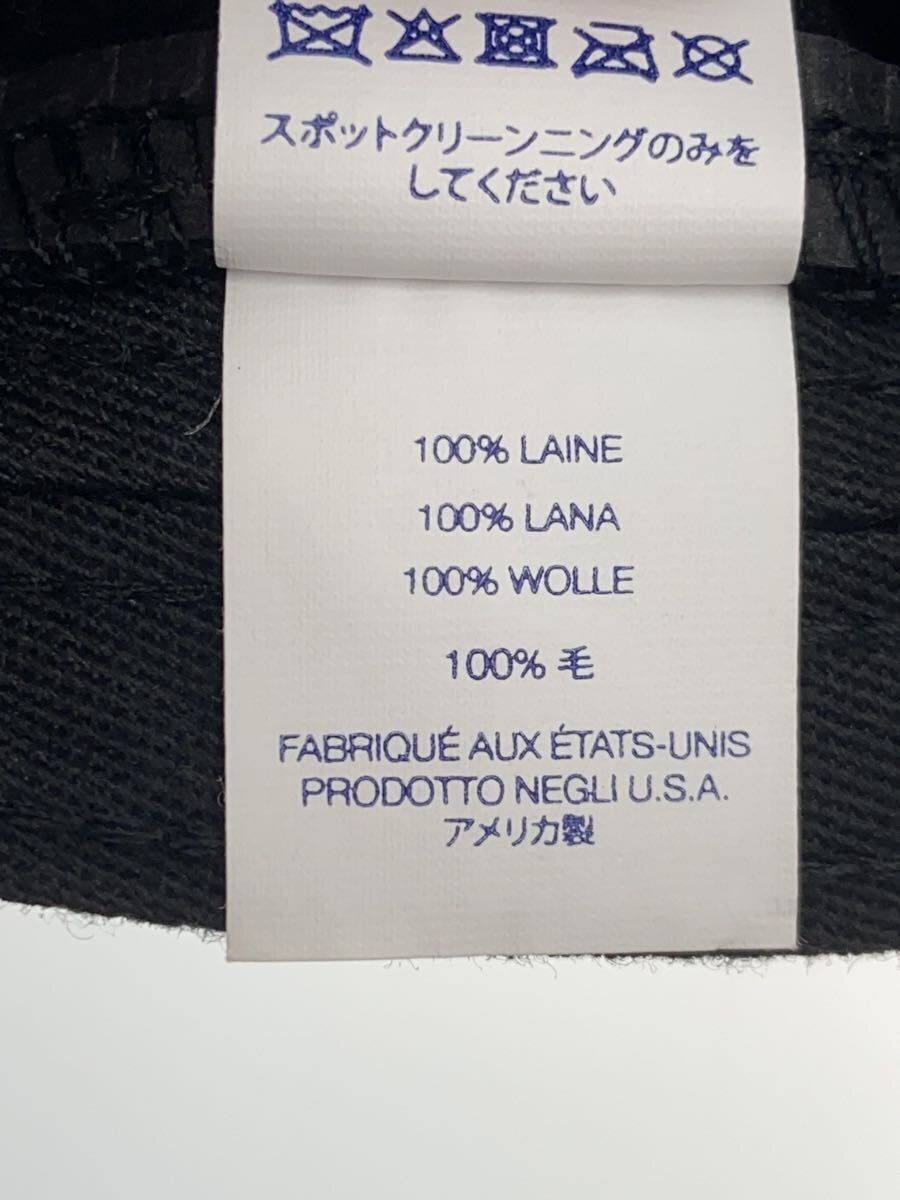 スポットクリーンニングのみを
してください
100% LAINE
100% LANA
100% WOLLE
100% 毛
FABRIQUÉ AUX ÉTATS-UNIS
PRODOTTO NEGLI U.S.A.
アメリカ製